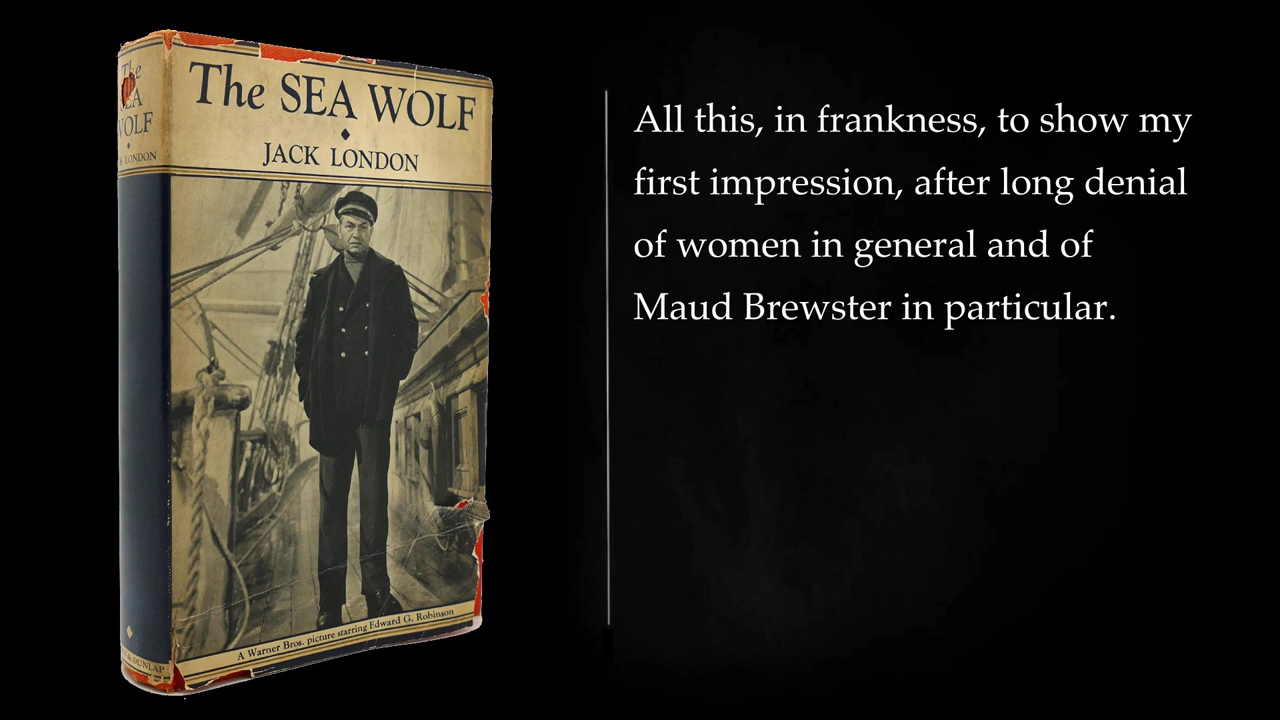 The SEA WOLF
JACK LONDON
The
SEA
WOLF
LONDON
A Warner Bros. picture starring Edward G. Robinson
DUNLAP
All this, in frankness, to show my
first impression, after long denial
of women in general and of
Maud Brewster in particular.